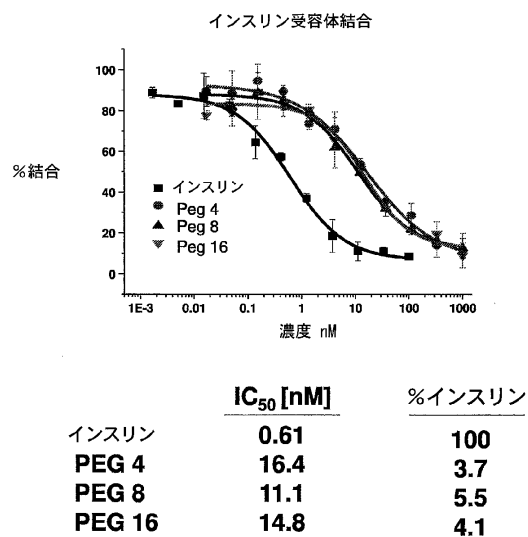 インスリン受容体結合
100
80
60
40
20
0
%結合
インスリン
Peg 4
Peg 8
Peg 16
1E-3 0.01 0.1 1 10 100 1000
濃度 nM
IC50 [nM] %インスリン
インスリン 0.61 100
PEG 4 16.4 3.7
PEG 8 11.1 5.5
PEG 16 14.8 4.1